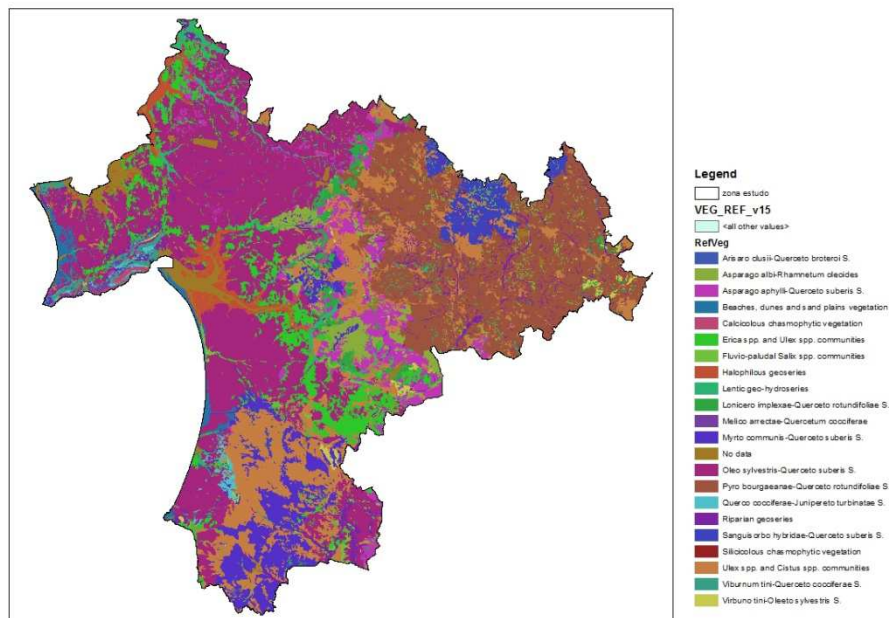 Legend
zona estudo
VEG_REF_v15
<all other values>
RefVeg
Arisaro clusii-Querceto broteroi S.
Asparago albi-Rhamnetum oleoides
Asparago aphylli-Querceto suberis S.
Beaches, dunes and sand plains vegetation
Calcicolous chasmophytic vegetation
Erica spp. and Ulex spp. communities
Fluvio-paludal Salix spp. communities
Halophilous geoseries
Lentic geo-hydroseries
Lonicero implexae-Querceto rotundifoliae S.
Melico arrectae-Quercetum cocciferae
Myrto communis-Querceto suberis S.
No data
Oleo sylvestris-Querceto suberis S.
Pyro bourgaeanae-Querceto rotundifoliae S.
Querco cocciferae-Junipereto turbinatae S.
Riparian geoseries
Sanguisorbo hybridae-Querceto suberis S.
Silicicolous chasmophytic vegetation
Ulex spp. and Cistus spp. communities
Viburnum tini-Querceto cocciferae S.
Virbuno tini-Oleeto sylvestris S.